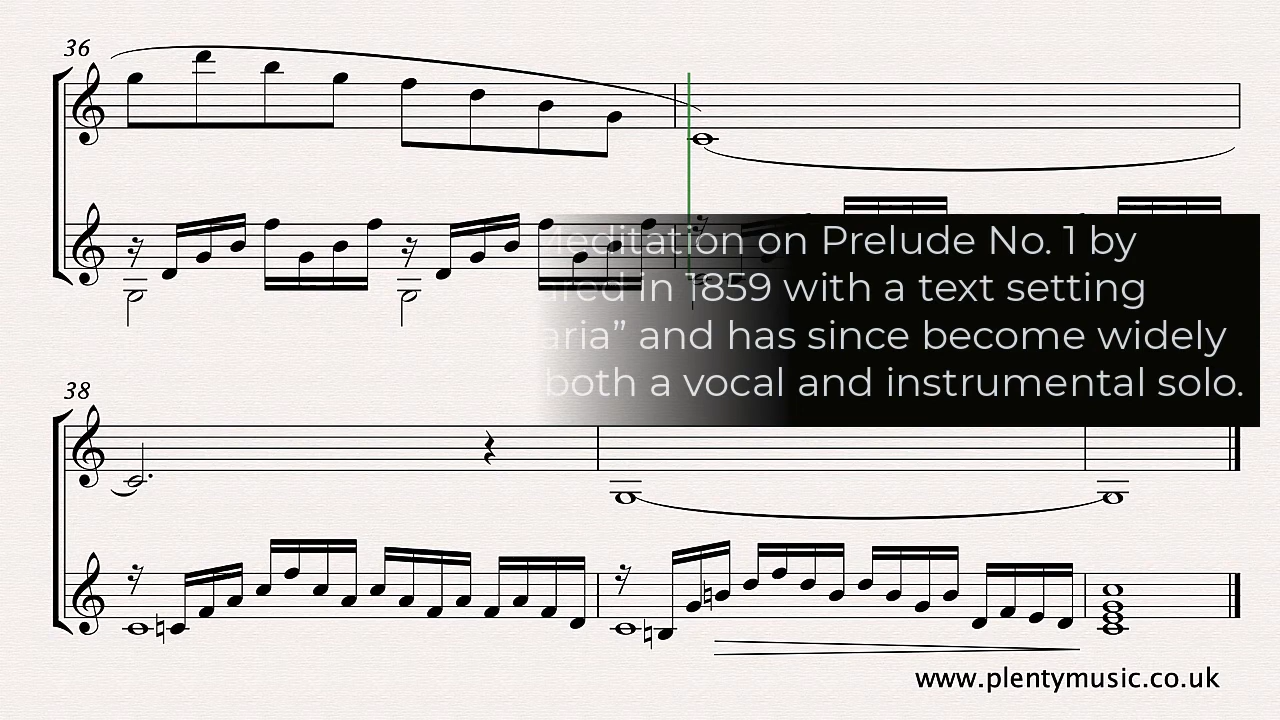 36
Meditation on Prelude No. 1 by
in 1859 with a text setting
and has since become widely
both a vocal and instrumental solo.
38
www.plentymusic.co.uk